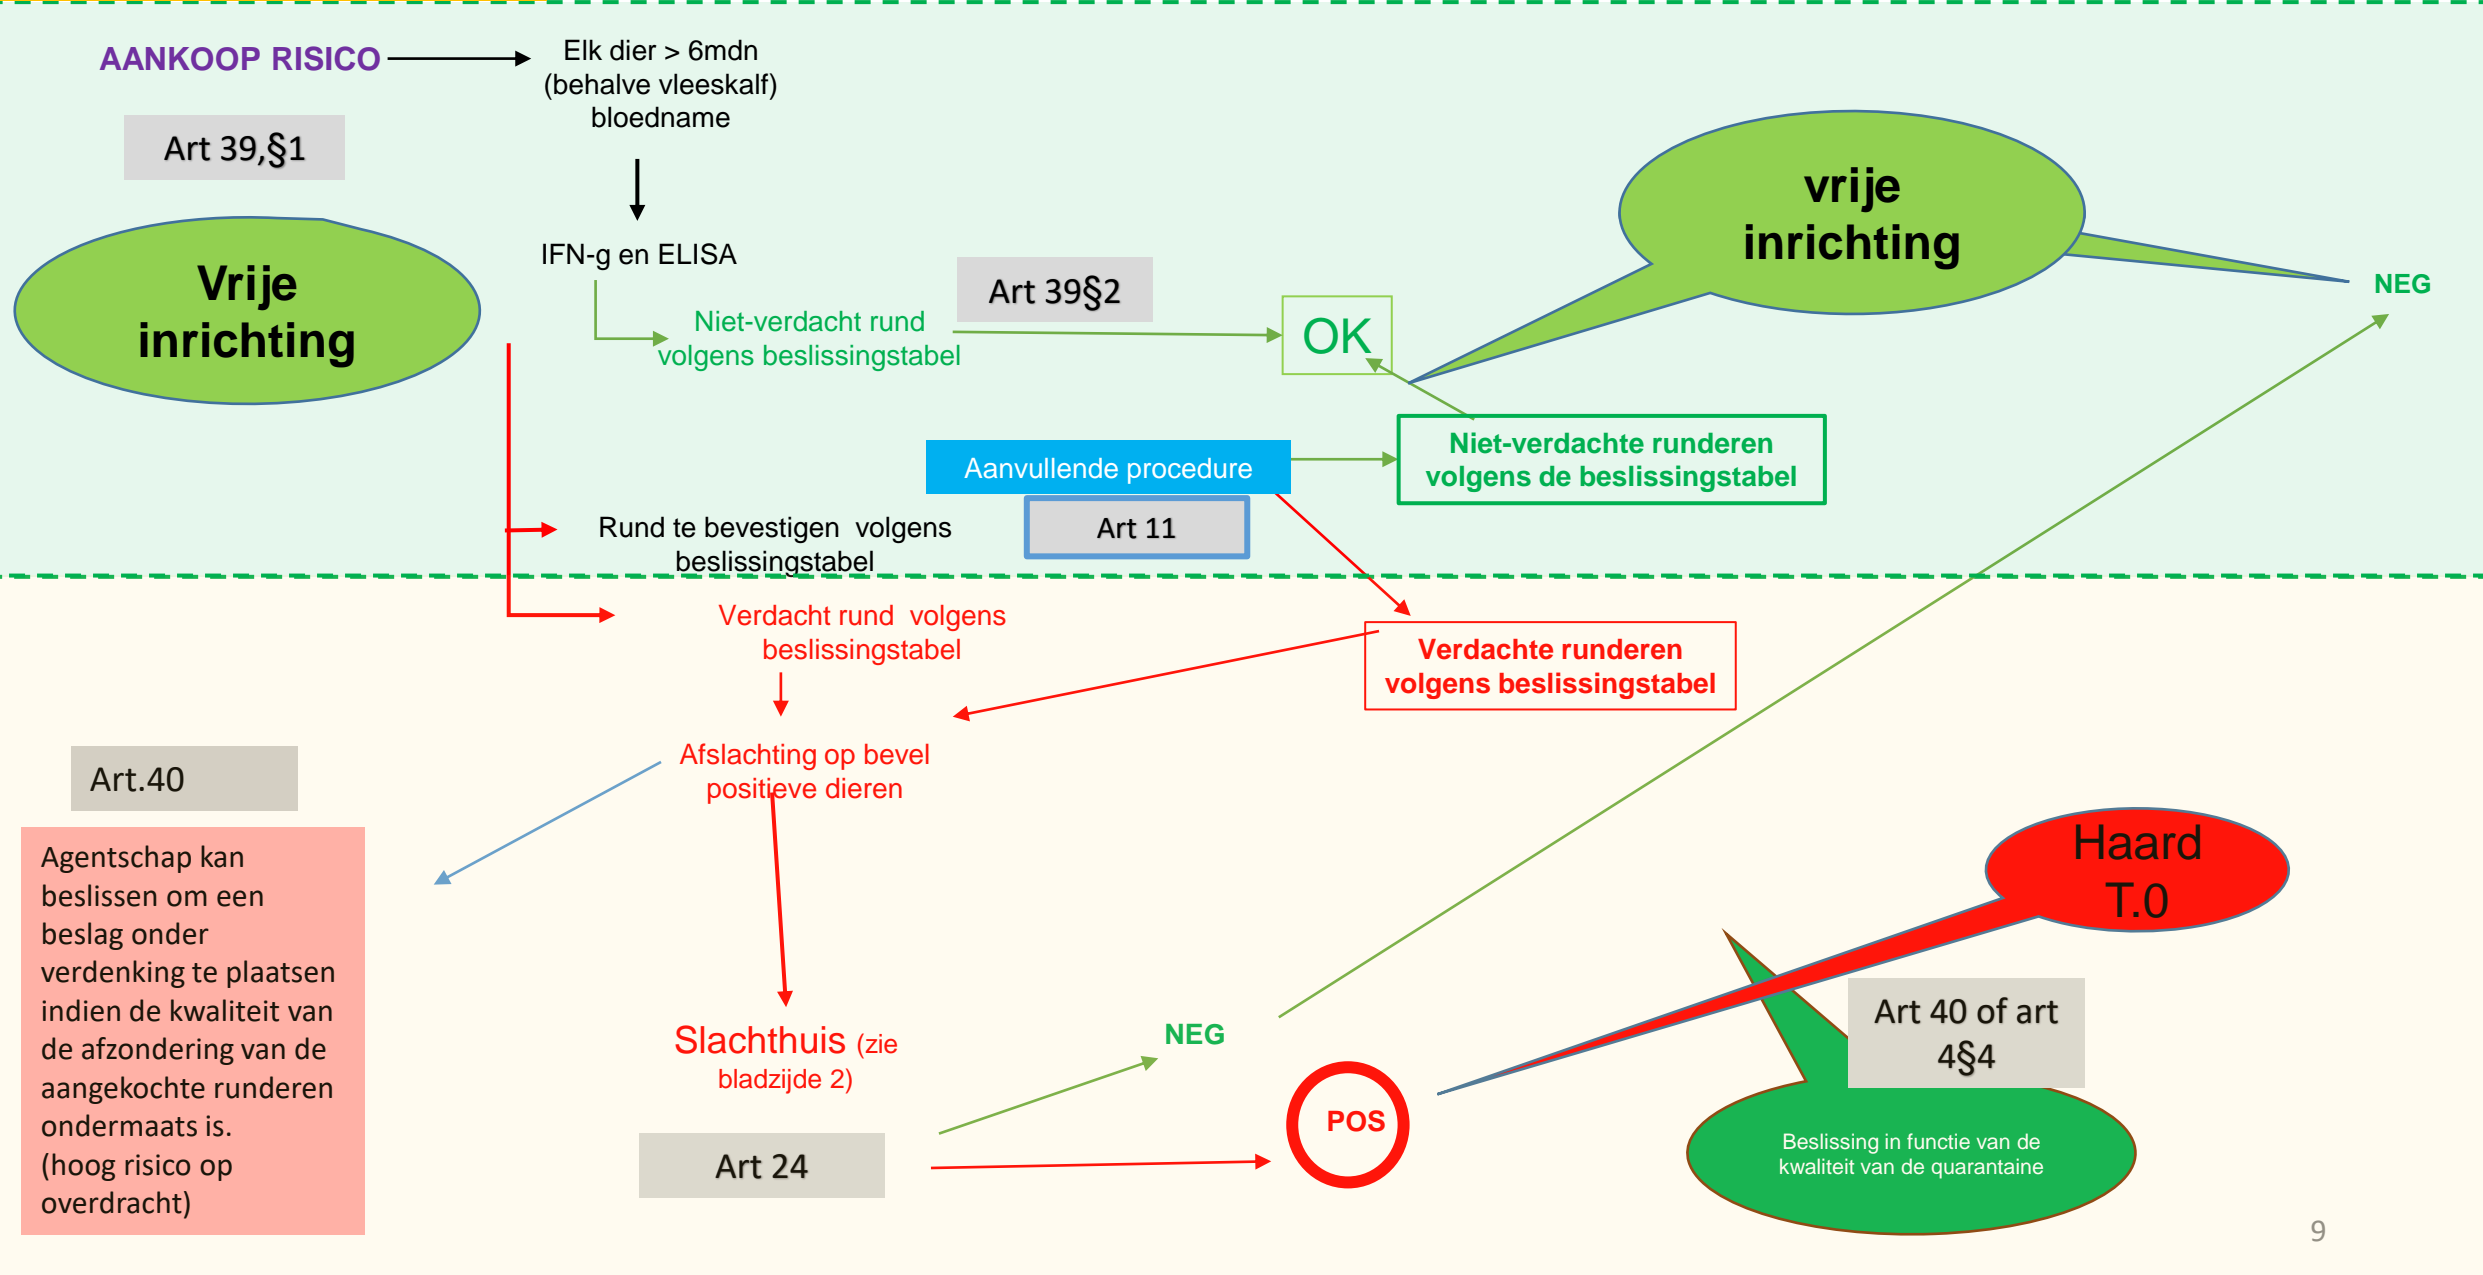 AANKOOP RISICO
Elk dier > 6mdn
(behalve vleeskalf)
bloedname
Art 39,§1
Vrije
inrichting
IFN-g en ELISA
Niet-verdacht rund
volgens beslissingstabel
Art 39§2
OK
vrije
inrichting
NEG
Aanvullende procedure
Art 11
Niet-verdachte runderen
volgens de beslissingstabel
Rund te bevestigen  volgens
beslissingstabel
Verdacht rund  volgens
beslissingstabel
Verdachte runderen
volgens beslissingstabel
Afslachting op bevel
positieve dieren
Art.40
Agentschap kan
beslissen om een
beslag onder
verdenking te plaatsen
indien de kwaliteit van
de afzondering van de
aangekochte runderen
ondermaats is.
(hoog risico op
overdracht)
Slachthuis (zie
bladzijde 2)
Art 24
NEG
POS
Haard
T.0
Art 40 of art
4§4
Beslissing in functie van de
kwaliteit van de quarantaine
9